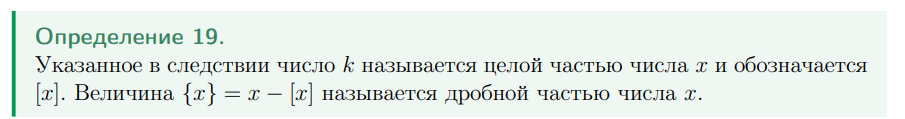 Определение 19.
Указанное в следствии число k называется целой частью числа x и обозначается
[x]. Величина {x} = x − [x] называется дробной частью числа x.